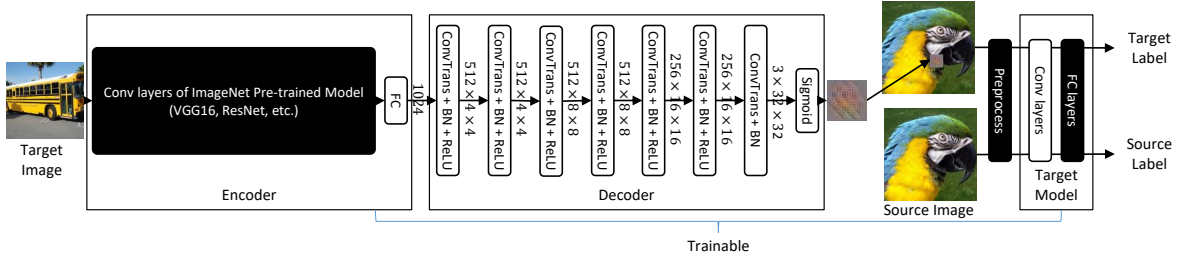 Target
Image
Conv layers of ImageNet Pre-trained Model
(VGG16, ResNet, etc.)
FC
Encoder
1024
ConvTrans + BN + ReLU
512×4×4
ConvTrans + BN + ReLU
512×4×4
ConvTrans + BN + ReLU
512×8×8
ConvTrans + BN + ReLU
512×8×8
ConvTrans + BN + ReLU
256×16×16
ConvTrans + BN + ReLU
256×16×16
ConvTrans + BN
3×32×32
Sigmoid
Decoder
Source Image
Preprocess
Conv layers
FC layers
Target
Model
Target
Label
Source
Label
Trainable